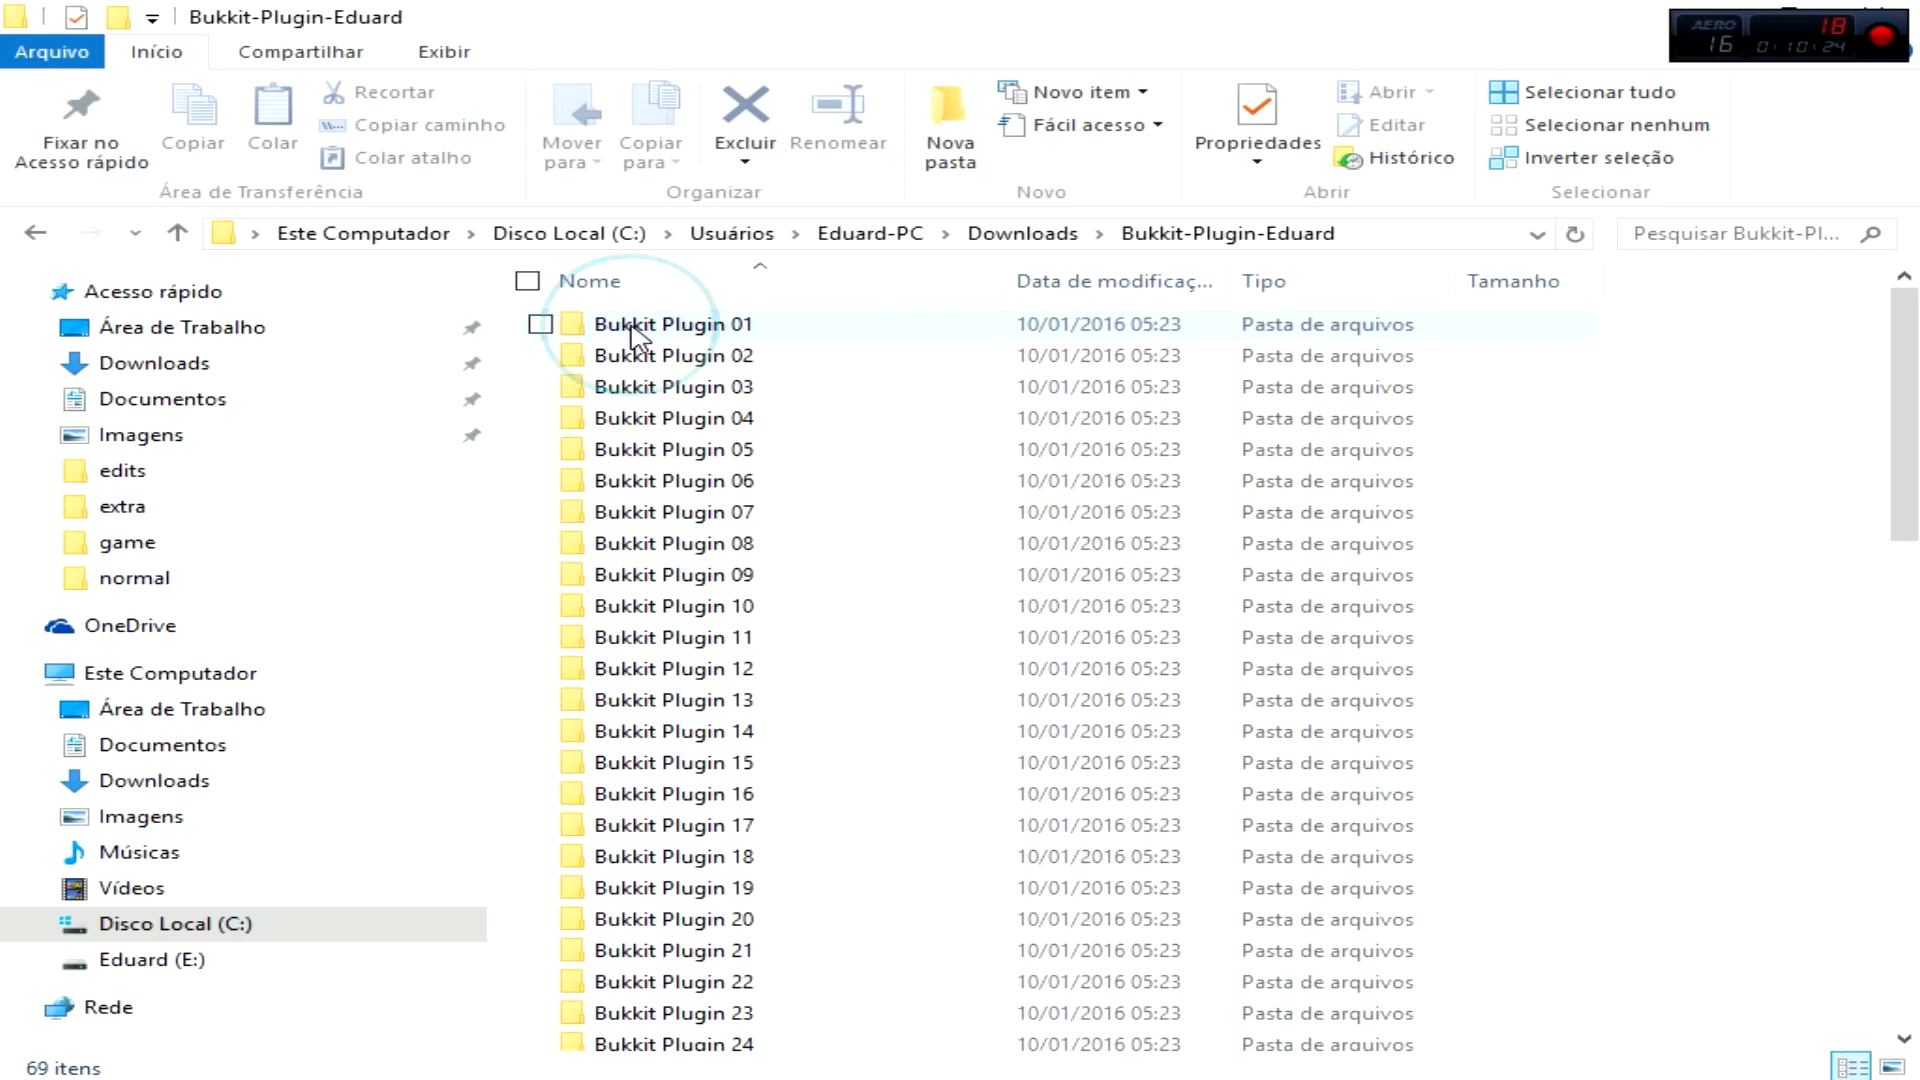 Bukkit-Plugin-Eduard
AERO 18
16 0:10:24
Arquivo Início Compartilhar Exibir
Fixar no
Acesso rápido
Copiar
Colar
Recortar
Copiar caminho
Colar atalho
Área de Transferência
Mover
para
Copiar
para
Excluir
Renomear
Organizar
Nova
pasta
Novo item
Fácil acesso
Novo
Propriedades
Abrir
Editar
Histórico
Abrir
Selecionar tudo
Selecionar nenhum
Inverter seleção
Selecionar
Este Computador > Disco Local (C:) > Usuários > Eduard-PC > Downloads > Bukkit-Plugin-Eduard
Pesquisar Bukkit-Pl...
Acesso rápido
Área de Trabalho
Downloads
Documentos
Imagens
edits
extra
game
normal
OneDrive
Este Computador
Área de Trabalho
Documentos
Downloads
Imagens
Músicas
Vídeos
Disco Local (C:)
Eduard (E:)
Rede
Nome Data de modificaç... Tipo Tamanho
Bukkit Plugin 01 10/01/2016 05:23 Pasta de arquivos
Bukkit Plugin 02 10/01/2016 05:23 Pasta de arquivos
Bukkit Plugin 03 10/01/2016 05:23 Pasta de arquivos
Bukkit Plugin 04 10/01/2016 05:23 Pasta de arquivos
Bukkit Plugin 05 10/01/2016 05:23 Pasta de arquivos
Bukkit Plugin 06 10/01/2016 05:23 Pasta de arquivos
Bukkit Plugin 07 10/01/2016 05:23 Pasta de arquivos
Bukkit Plugin 08 10/01/2016 05:23 Pasta de arquivos
Bukkit Plugin 09 10/01/2016 05:23 Pasta de arquivos
Bukkit Plugin 10 10/01/2016 05:23 Pasta de arquivos
Bukkit Plugin 11 10/01/2016 05:23 Pasta de arquivos
Bukkit Plugin 12 10/01/2016 05:23 Pasta de arquivos
Bukkit Plugin 13 10/01/2016 05:23 Pasta de arquivos
Bukkit Plugin 14 10/01/2016 05:23 Pasta de arquivos
Bukkit Plugin 15 10/01/2016 05:23 Pasta de arquivos
Bukkit Plugin 16 10/01/2016 05:23 Pasta de arquivos
Bukkit Plugin 17 10/01/2016 05:23 Pasta de arquivos
Bukkit Plugin 18 10/01/2016 05:23 Pasta de arquivos
Bukkit Plugin 19 10/01/2016 05:23 Pasta de arquivos
Bukkit Plugin 20 10/01/2016 05:23 Pasta de arquivos
Bukkit Plugin 21 10/01/2016 05:23 Pasta de arquivos
Bukkit Plugin 22 10/01/2016 05:23 Pasta de arquivos
Bukkit Plugin 23 10/01/2016 05:23 Pasta de arquivos
Bukkit Plugin 24 10/01/2016 05:23 Pasta de arquivos
69 itens